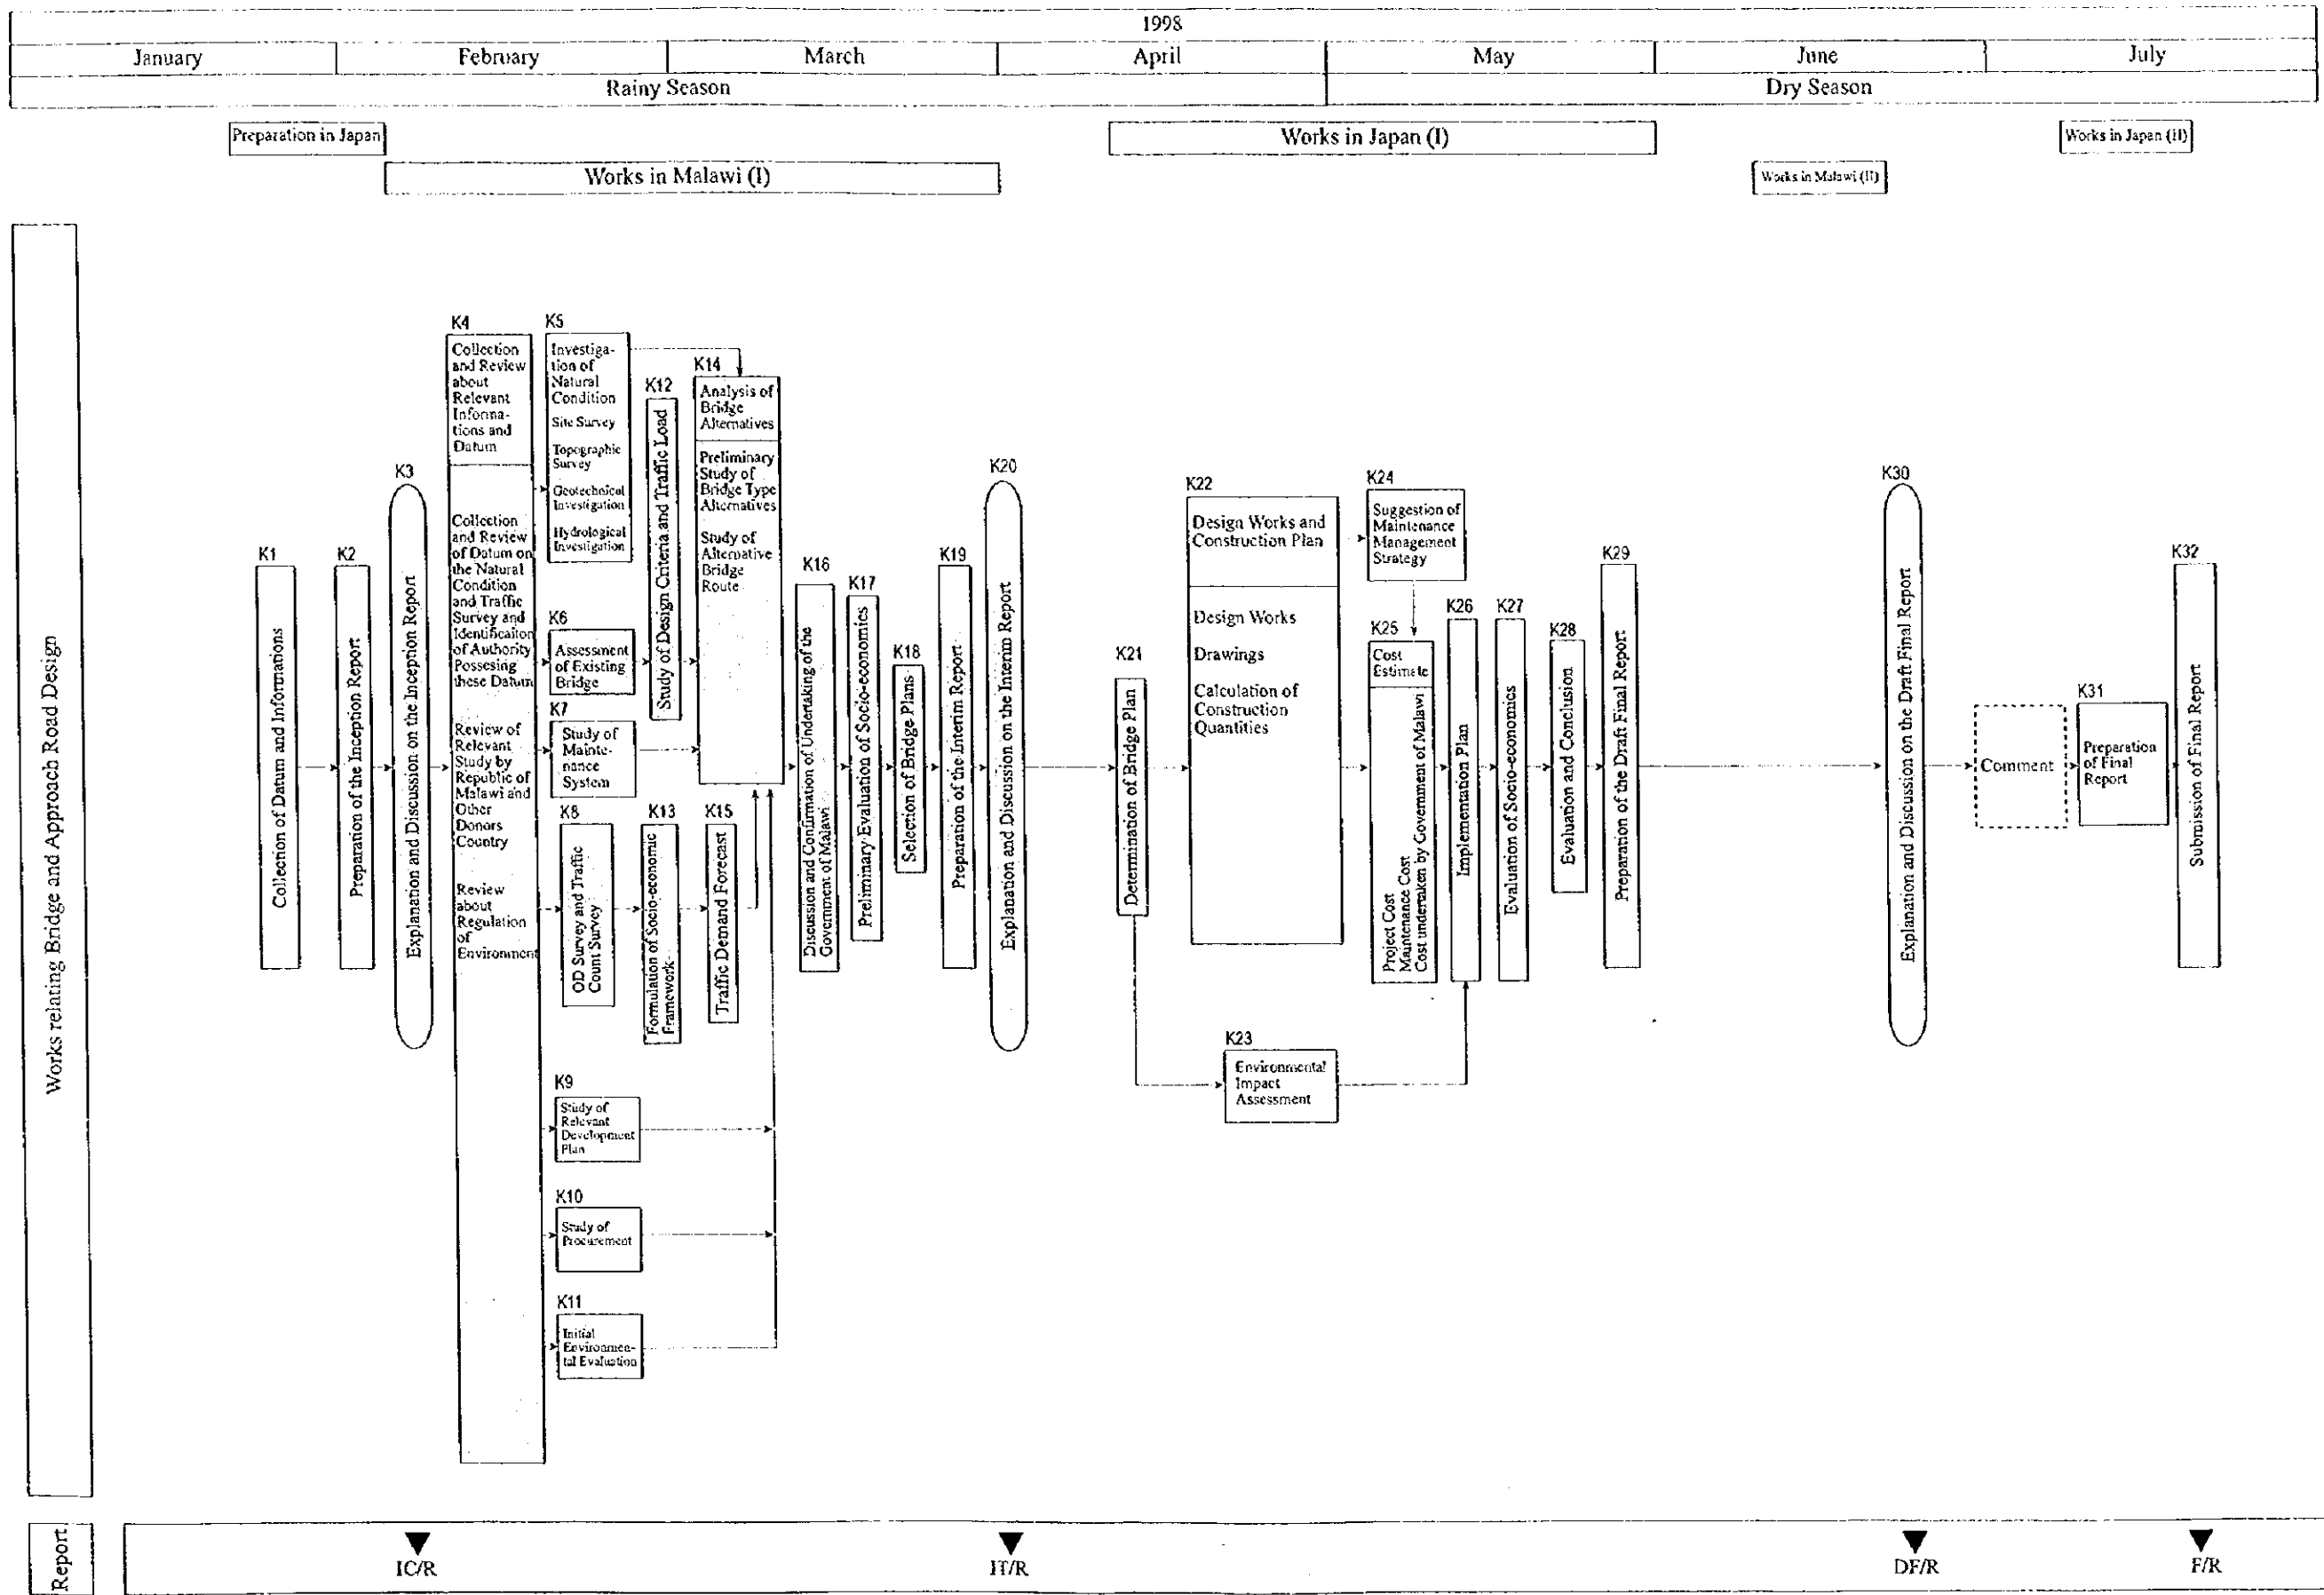 1998
January
February
March
April
May
June
July
Rainy Season
Dry Season
Preparation in Japan
Works in Japan (I)
Works in Japan (II)
Works in Malawi (I)
Works in Malawi (II)
Works relating Bridge and Approach Road Design
K1
Collection of Datum and Informations
K2
Preparation of the Inception Report
K3
Explanation and Discussion on the Inception Report
K4
Collection
and Review
about
Relevant
Informa-
tions and
Datum
Collection
and Review
of Datum on
the Natural
Condition
and Traffic
Survey and
Identificaiton
of Authority
Possesing
these Datum
Review of
Relevant
Study by
Republic of
Malawi and
Other
Donors
Country
Review
about
Regulation
of
Environment
K5
Investiga-
tion of
Natural
Condition
Site Survey
Topographic
Survey
Geotechnical
Investigation
Hydrological
Investigation
K6
Assessment
of Existing
Bridge
K7
Study of
Mainte-
nance
System
K8
OD Survey and Traffic
Count Survey
K9
Study of
Relevant
Development
Plan
K10
Study of
Procurement
K11
Initial
Environmen-
tal Evaluation
K12
Study of Design Criteria and Traffic Load
K13
Formulation of Socio-economic
Framework
K14
Analysis of
Bridge
Alternatives
Preliminary
Study of
Bridge Type
Alternatives
Study of
Alternative
Bridge
Route
K15
Traffic Demand Forecast
K16
Discussion and Confirmation of Undertaking of the
Government of Malawi
K17
Preliminary Evaluation of Socio-economics
K18
Selection of Bridge Plans
K19
Preparation of the Interim Report
K20
Explanation and Discussion on the Interim Report
K21
Determination of Bridge Plan
K22
Design Works and
Construction Plan
Design Works
Drawings
Calculation of
Construction
Quantities
K23
Environmental
Impact
Assessment
K24
Suggestion of
Maintenance
Management
Strategy
K25
Cost
Estimate
Project Cost
Maintenance Cost
Cost undertaken by Government of Malawi
K26
Implementation Plan
K27
Evaluation of Socio-economics
K28
Evaluation and Conclusion
K29
Preparation of the Draft Final Report
K30
Explanation and Discussion on the Draft Final Report
Comment
K31
Preparation
of Final
Report
K32
Submission of Final Report
Report
IC/R
IT/R
DF/R
F/R